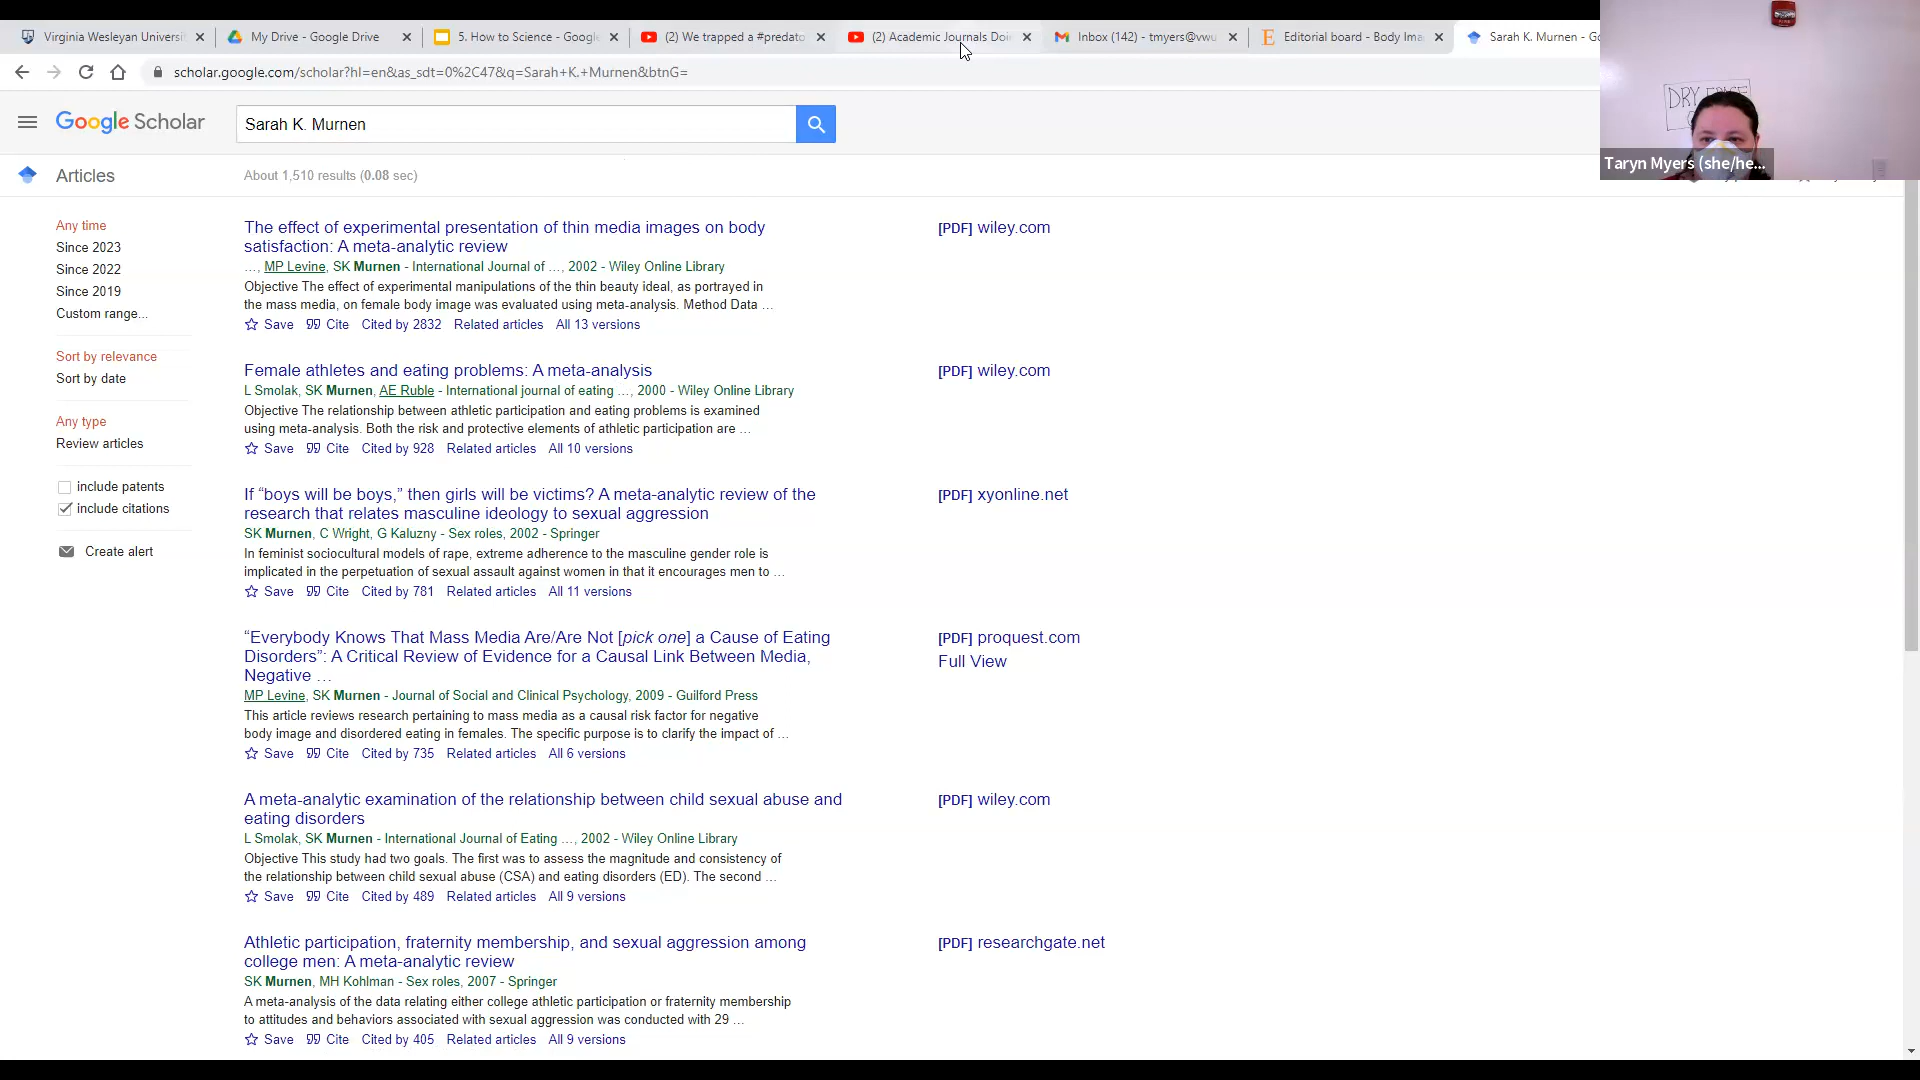 Virginia Wesleyan Universi
My Drive - Google Drive
5. How to Science - Google
(2) We trapped a #predato
(2) Academic Journals Doi
Inbox (142) - tmyers@vwu
Editorial board - Body Ima
Sarah K. Murnen - Go
scholar.google.com/scholar?hl=en&as_sdt=0%2C47&q=Sarah+K.+Murnen&btnG=
DRY ERASE
Taryn Myers (she/he...
Google Scholar
Sarah K. Murnen
Articles
About 1,510 results (0.08 sec)
Any time
Since 2023
Since 2022
Since 2019
Custom range...
Sort by relevance
Sort by date
Any type
Review articles
include patents
include citations
Create alert
The effect of experimental presentation of thin media images on body
satisfaction: A meta-analytic review
..., MP Levine, SK Murnen - International Journal of ..., 2002 - Wiley Online Library
Objective The effect of experimental manipulations of the thin beauty ideal, as portrayed in
the mass media, on female body image was evaluated using meta-analysis. Method Data ...
Save Cite Cited by 2832 Related articles All 13 versions
[PDF] wiley.com
Female athletes and eating problems: A meta-analysis
L Smolak, SK Murnen, AE Ruble - International journal of eating ..., 2000 - Wiley Online Library
Objective The relationship between athletic participation and eating problems is examined
using meta-analysis. Both the risk and protective elements of athletic participation are ...
Save Cite Cited by 928 Related articles All 10 versions
[PDF] wiley.com
If “boys will be boys,” then girls will be victims? A meta-analytic review of the
research that relates masculine ideology to sexual aggression
SK Murnen, C Wright, G Kaluzny - Sex roles, 2002 - Springer
In feminist sociocultural models of rape, extreme adherence to the masculine gender role is
implicated in the perpetuation of sexual assault against women in that it encourages men to ...
Save Cite Cited by 781 Related articles All 11 versions
[PDF] xyonline.net
“Everybody Knows That Mass Media Are/Are Not [pick one] a Cause of Eating
Disorders”: A Critical Review of Evidence for a Causal Link Between Media,
Negative ...
MP Levine, SK Murnen - Journal of Social and Clinical Psychology, 2009 - Guilford Press
This article reviews research pertaining to mass media as a causal risk factor for negative
body image and disordered eating in females. The specific purpose is to clarify the impact of ...
Save Cite Cited by 735 Related articles All 6 versions
[PDF] proquest.com
Full View
A meta-analytic examination of the relationship between child sexual abuse and
eating disorders
L Smolak, SK Murnen - International Journal of Eating ..., 2002 - Wiley Online Library
Objective This study had two goals. The first was to assess the magnitude and consistency of
the relationship between child sexual abuse (CSA) and eating disorders (ED). The second ...
Save Cite Cited by 489 Related articles All 9 versions
[PDF] wiley.com
Athletic participation, fraternity membership, and sexual aggression among
college men: A meta-analytic review
SK Murnen, MH Kohlman - Sex roles, 2007 - Springer
A meta-analysis of the data relating either college athletic participation or fraternity membership
to attitudes and behaviors associated with sexual aggression was conducted with 29 ...
Save Cite Cited by 405 Related articles All 9 versions
[PDF] researchgate.net